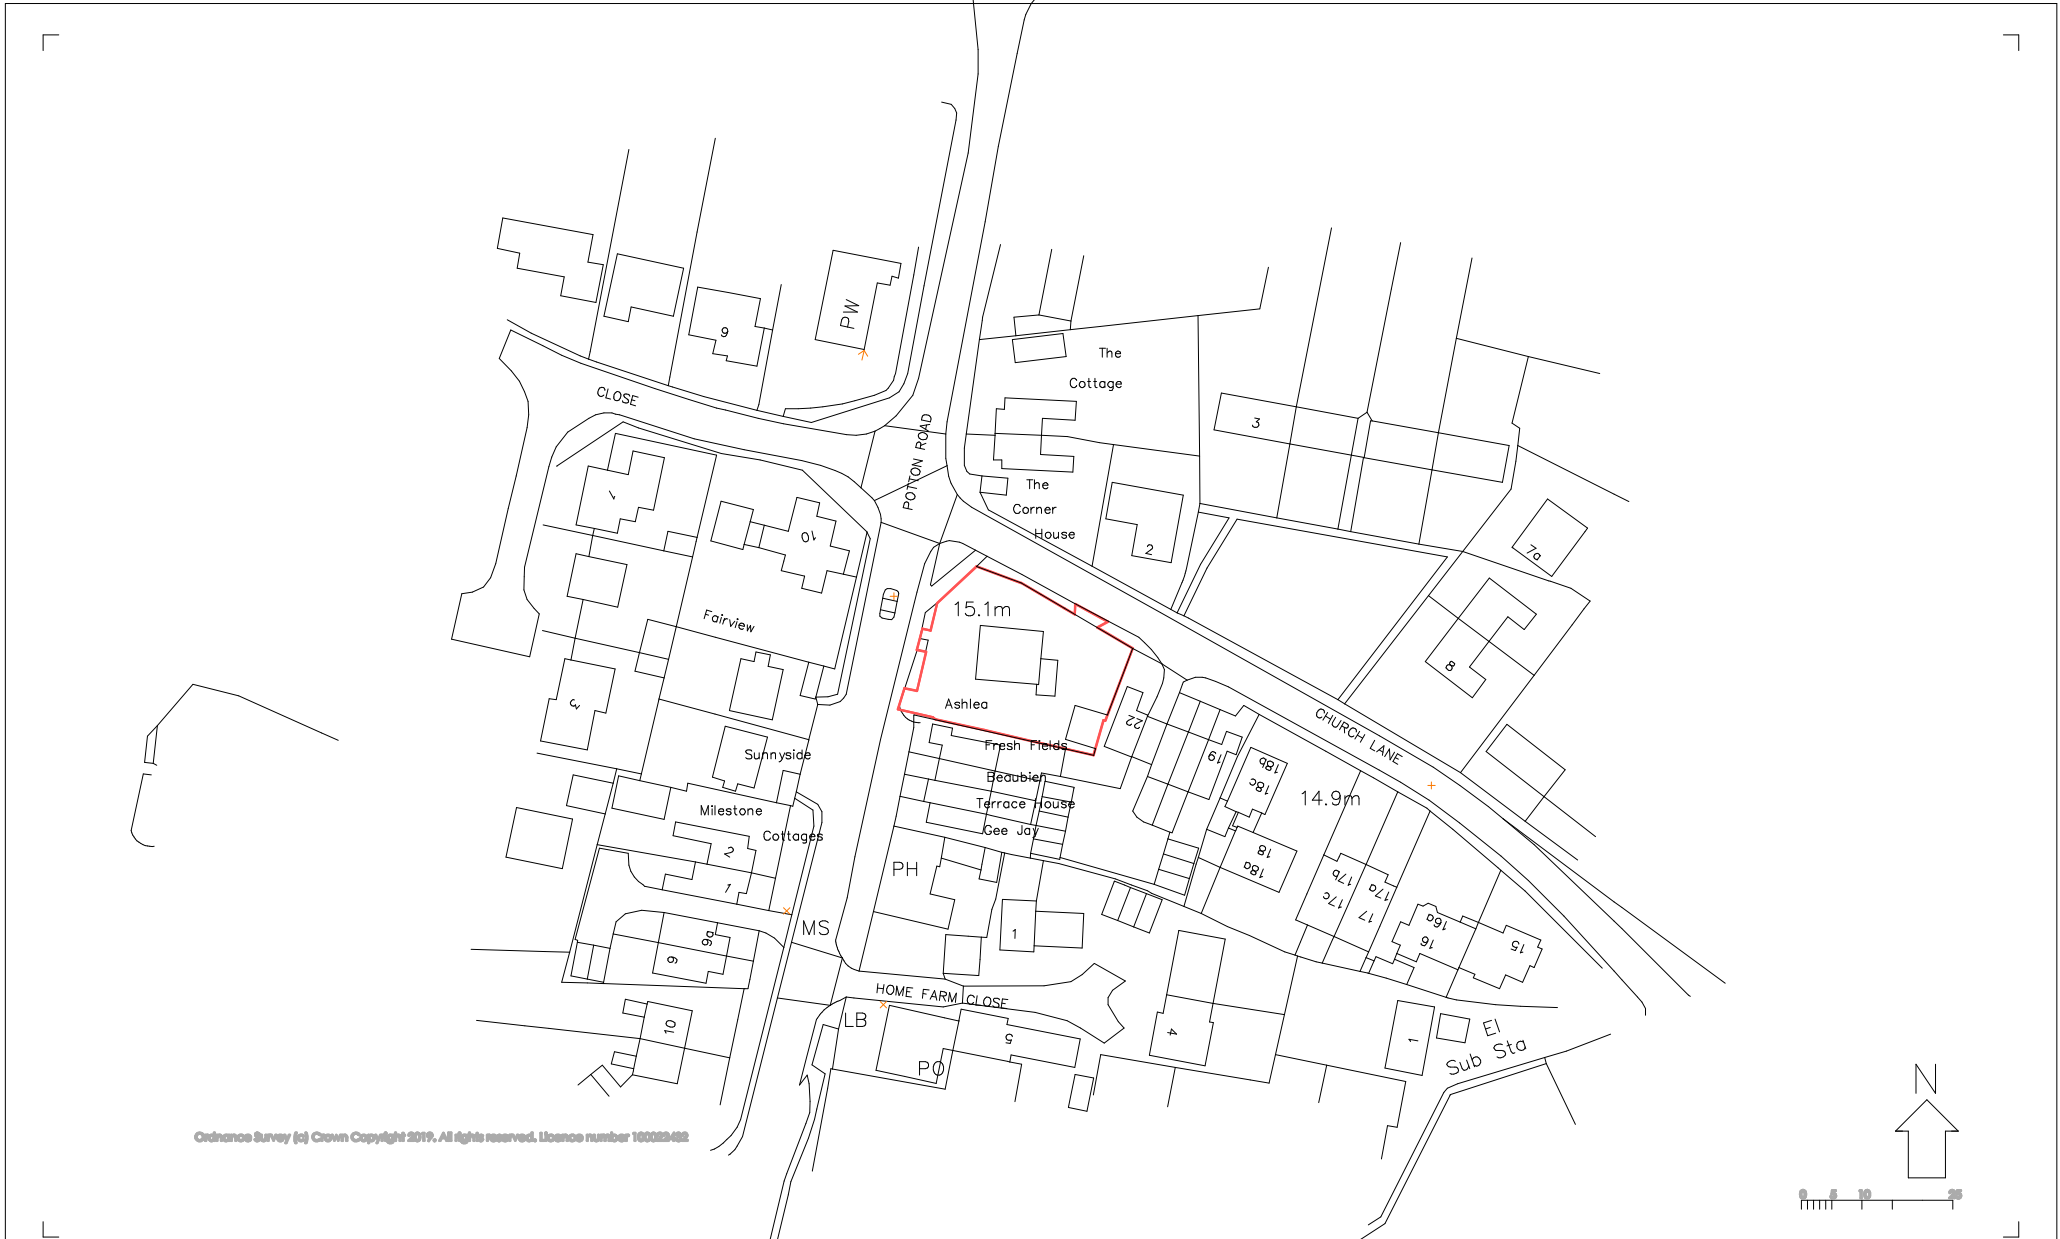 PW
9
The
Cottage
CLOSE
3
POTTON ROAD
The
Corner
House
1
10
2
7a
15.1m
Fairview
8
3
Ashlea
22
CHURCH LANE
Fresh Fields
Sunnyside
19
18b
18c
Beaubien
14.9m
Terrace House
Milestone
Cottages
Gee Jay
2
18
18a
PH
1
17b
17a
17c
17
16a
16
15
MS
9a
9
1
HOME FARM CLOSE
LB
10
5
4
1
El
Sub Sta
PO
TL
N
Ordnance Survey (c) Crown Copyright 2019. All rights reserved. Licence number 100022432
0 5 10 25